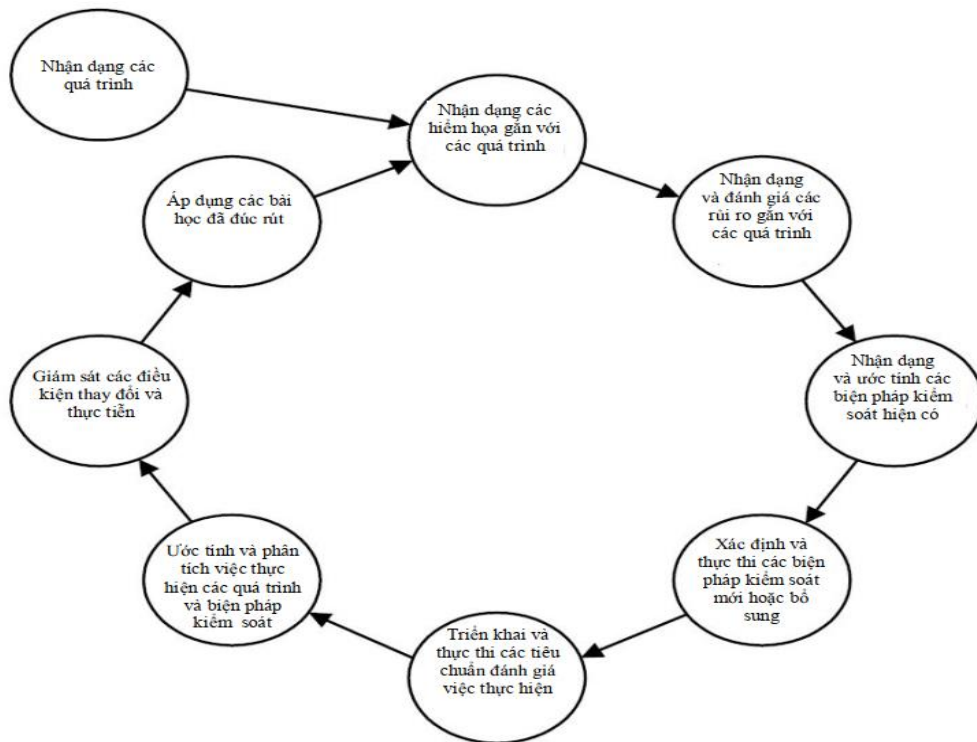 Nhận dạng các
quá trình
Nhận dạng các
hiểm họa gắn với
các quá trình
Nhận dạng
và đánh giá các
rủi ro gắn với
các quá trình
Nhận dạng
và ước tính các
biện pháp kiểm
soát hiện có
Xác định và
thực thi các biện
pháp kiểm soát
mới hoặc bổ
sung
Triển khai và
thực thi các tiêu
chuẩn đánh giá
việc thực hiện
Ước tính và phân
tích việc thực
hiện các quá trình
và biện pháp
kiểm soát
Giám sát các điều
kiện thay đổi và
thực tiễn
Áp dụng các bài
học đã đúc rút